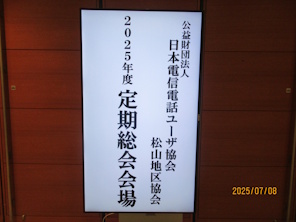 公益財団法人
日本電信電話ユーザ協会
松山地区協会
2025年度 定期総会会場
2025/07/08